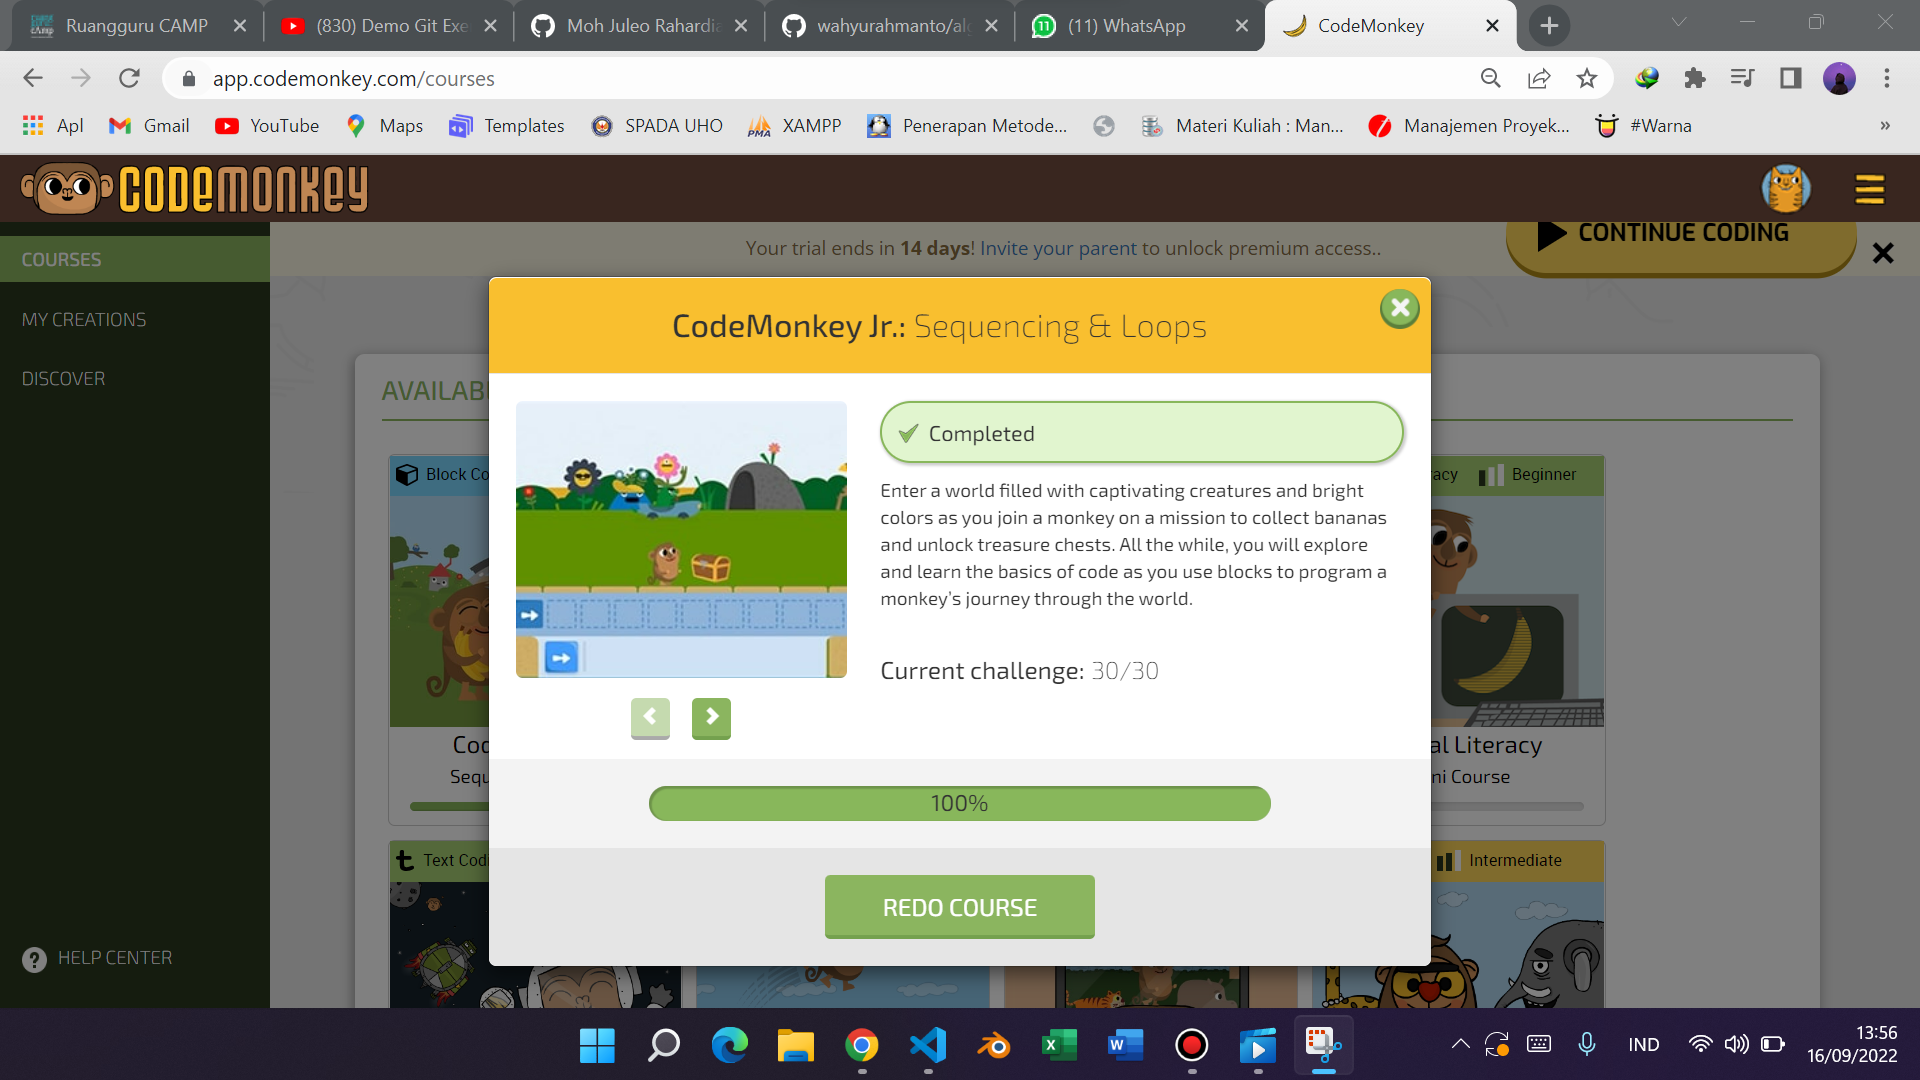 Ruangguru CAMP
(830) Demo Git Exe
Moh Juleo Rahardia
wahyurahmanto/alg
(11) WhatsApp
CodeMonkey
app.codemonkey.com/courses
Apl
Gmail
YouTube
Maps
Templates
SPADA UHO
XAMPP
Penerapan Metode...
Materi Kuliah : Man...
Manajemen Proyek...
#Warna
»
CODEMONKEY
COURSES
MY CREATIONS
DISCOVER
HELP CENTER
Your trial ends in 14 days! Invite your parent to unlock premium access..
CONTINUE CODING
CodeMonkey Jr.: Sequencing & Loops
Completed
Enter a world filled with captivating creatures and bright
colors as you join a monkey on a mission to collect bananas
and unlock treasure chests. All the while, you will explore
and learn the basics of code as you use blocks to program a
monkey's journey through the world.
Current challenge: 30/30
100%
REDO COURSE
AVAILAB
Block Co
acy
Beginner
Cod
Sequ
al Literacy
ni Course
Text Codi
Intermediate
IND
13:56
16/09/2022